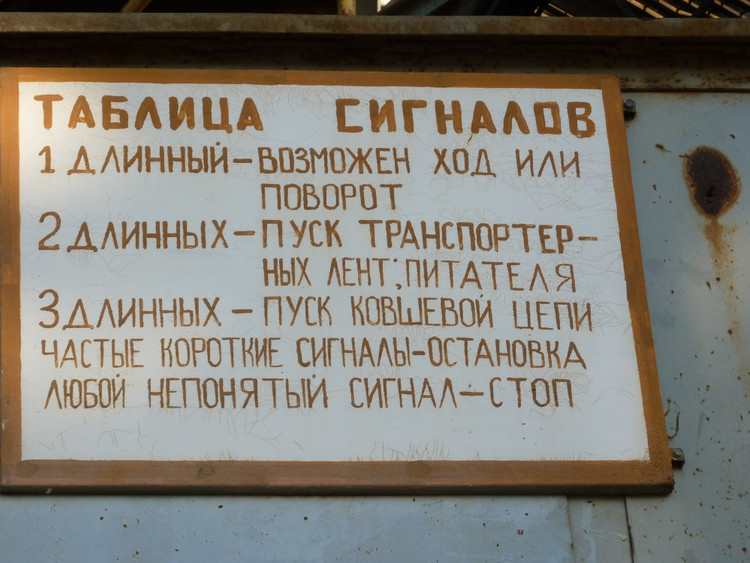 ТАБЛИЦА СИГНАЛОВ
1 ДЛИННЫЙ – ВОЗМОЖЕН ХОД ИЛИ
ПОВОРОТ
2 ДЛИННЫХ – ПУСК ТРАНСПОРТЕР–
НЫХ ЛЕНТ; ПИТАТЕЛЯ
3 ДЛИННЫХ – ПУСК КОВШЕВОЙ ЦЕПИ
ЧАСТЫЕ КОРОТКИЕ СИГНАЛЫ – ОСТАНОВКА
ЛЮБОЙ НЕПОНЯТЫЙ СИГНАЛ – СТОП